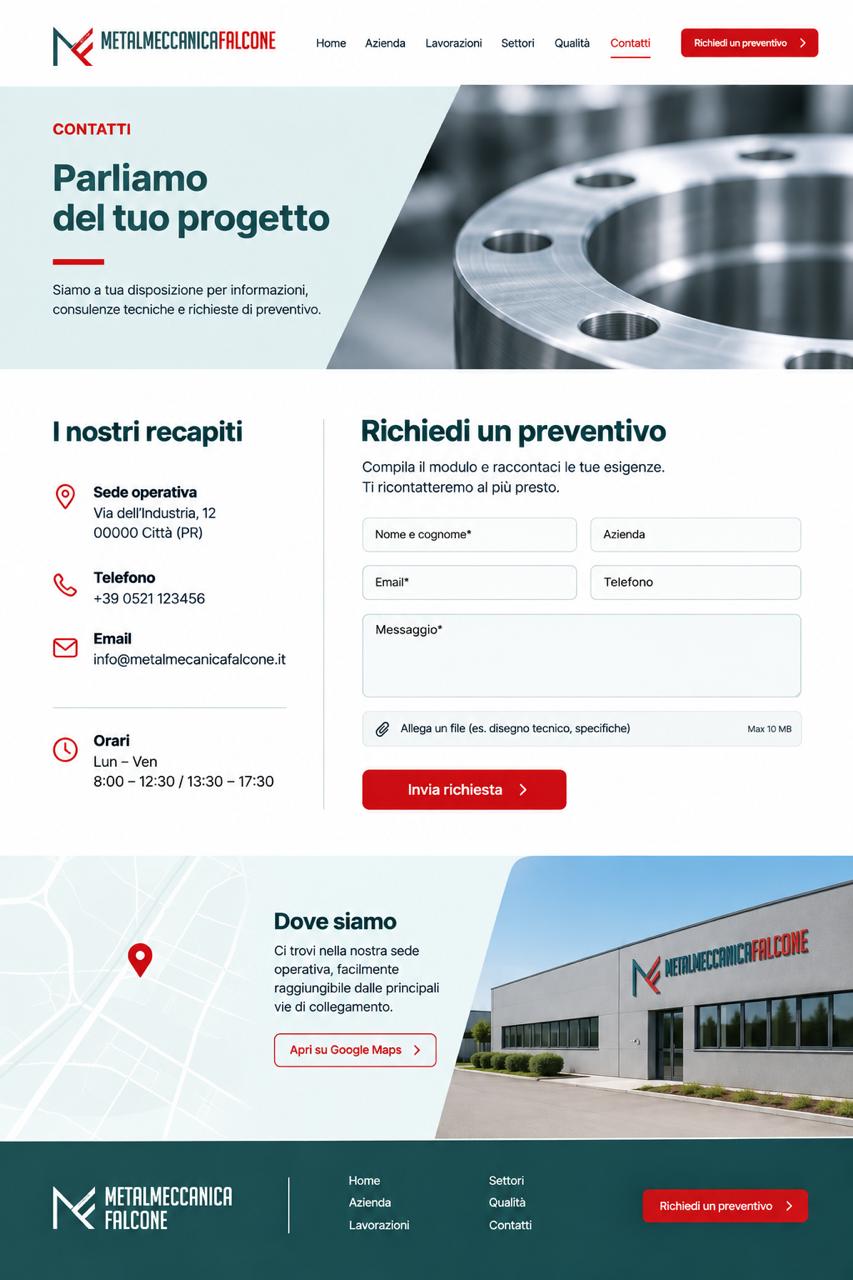 METALMECCANICAFALCONE
Home
Azienda
Lavorazioni
Settori
Qualità
Contatti
Richiedi un preventivo
CONTATTI
Parliamo
del tuo progetto
Siamo a tua disposizione per informazioni,
consulenze tecniche e richieste di preventivo.
I nostri recapiti
Sede operativa
Via dell'Industria, 12
00000 Città (PR)
Telefono
+39 0521 123456
Email
info@metalmecanicafalcone.it
Orari
Lun – Ven
8:00 – 12:30 / 13:30 – 17:30
Richiedi un preventivo
Compila il modulo e raccontaci le tue esigenze.
Ti ricontatteremo al più presto.
Nome e cognome*
Azienda
Email*
Telefono
Messaggio*
Allega un file (es. disegno tecnico, specifiche)
Max 10 MB
Invia richiesta
Dove siamo
Ci trovi nella nostra sede
operativa, facilmente
raggiungibile dalle principali
vie di collegamento.
Apri su Google Maps
METALMECCANICAFALCONE
METALMECCANICA
FALCONE
Home
Azienda
Lavorazioni
Settori
Qualità
Contatti
Richiedi un preventivo